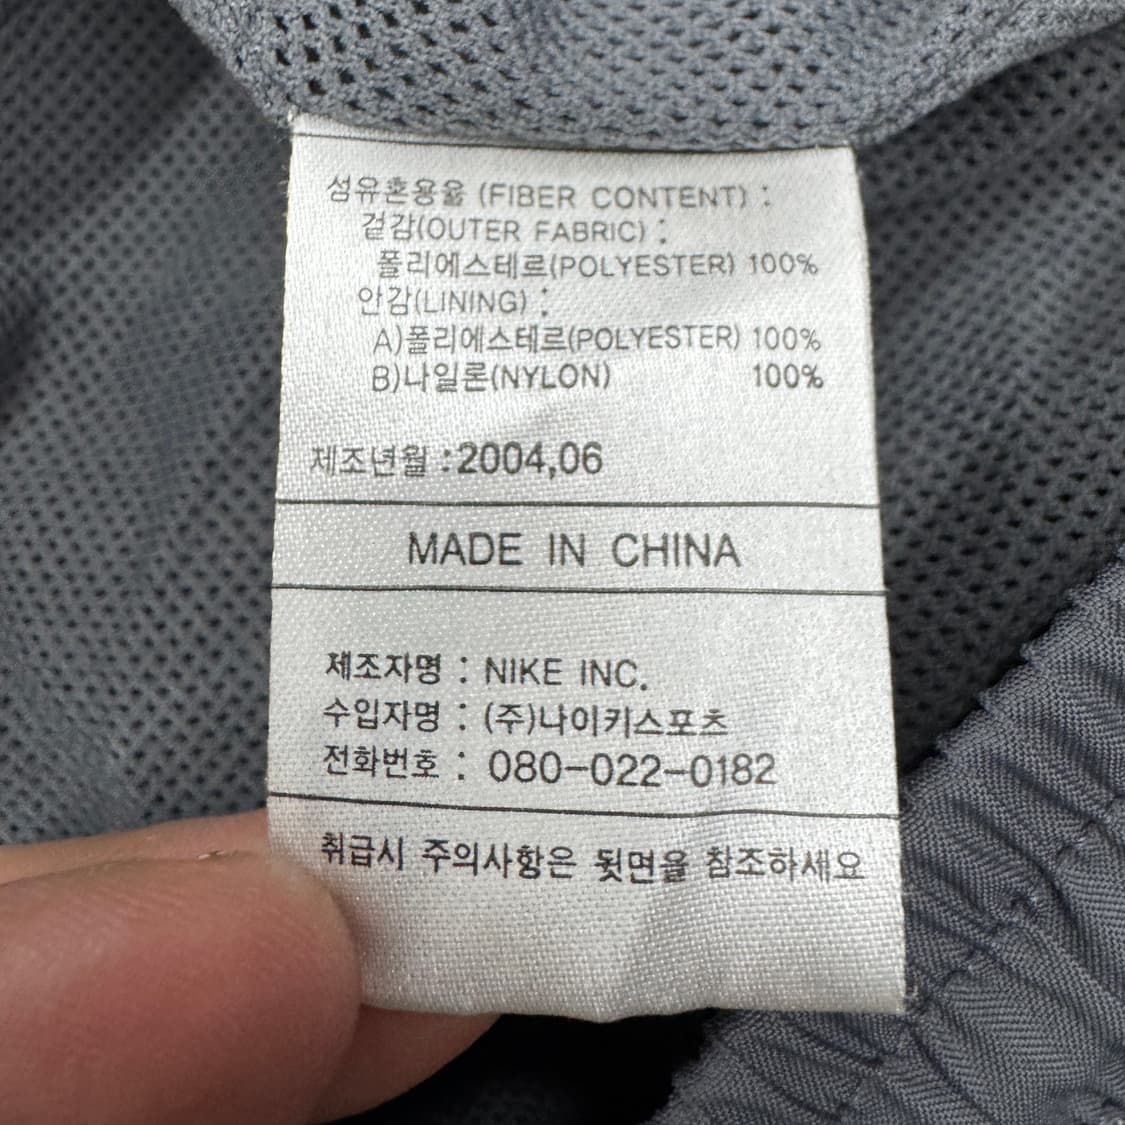 섬유혼용율 (FIBER CONTENT) :
겉감(OUTER FABRIC) :
폴리에스테르(POLYESTER) 100%
안감(LINING) :
A)폴리에스테르(POLYESTER) 100%
B)나일론(NYLON) 100%
제조년월 :2004,06
MADE IN CHINA
제조자명 : NIKE INC.
수입자명 : (주)나이키스포츠
전화번호 : 080-022-0182
취급시 주의사항은 뒷면을 참조하세요